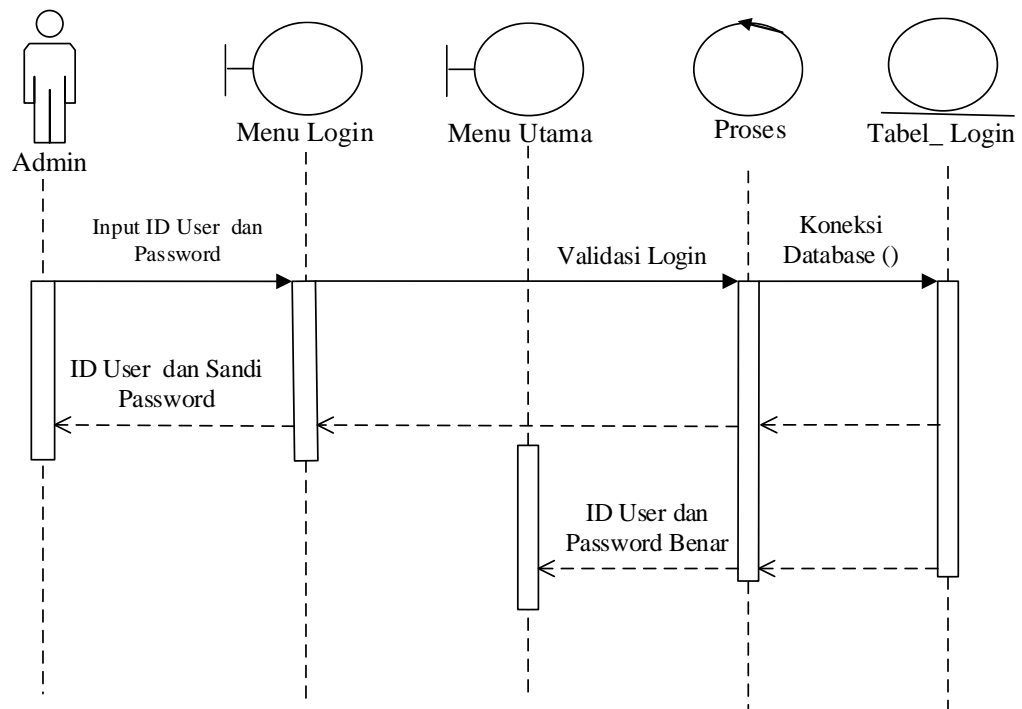 Admin
Menu Login
Menu Utama
Proses
Tabel_ Login
Input ID User dan
Password
Validasi Login
Koneksi
Database ()
ID User dan Sandi
Password
ID User dan
Password Benar